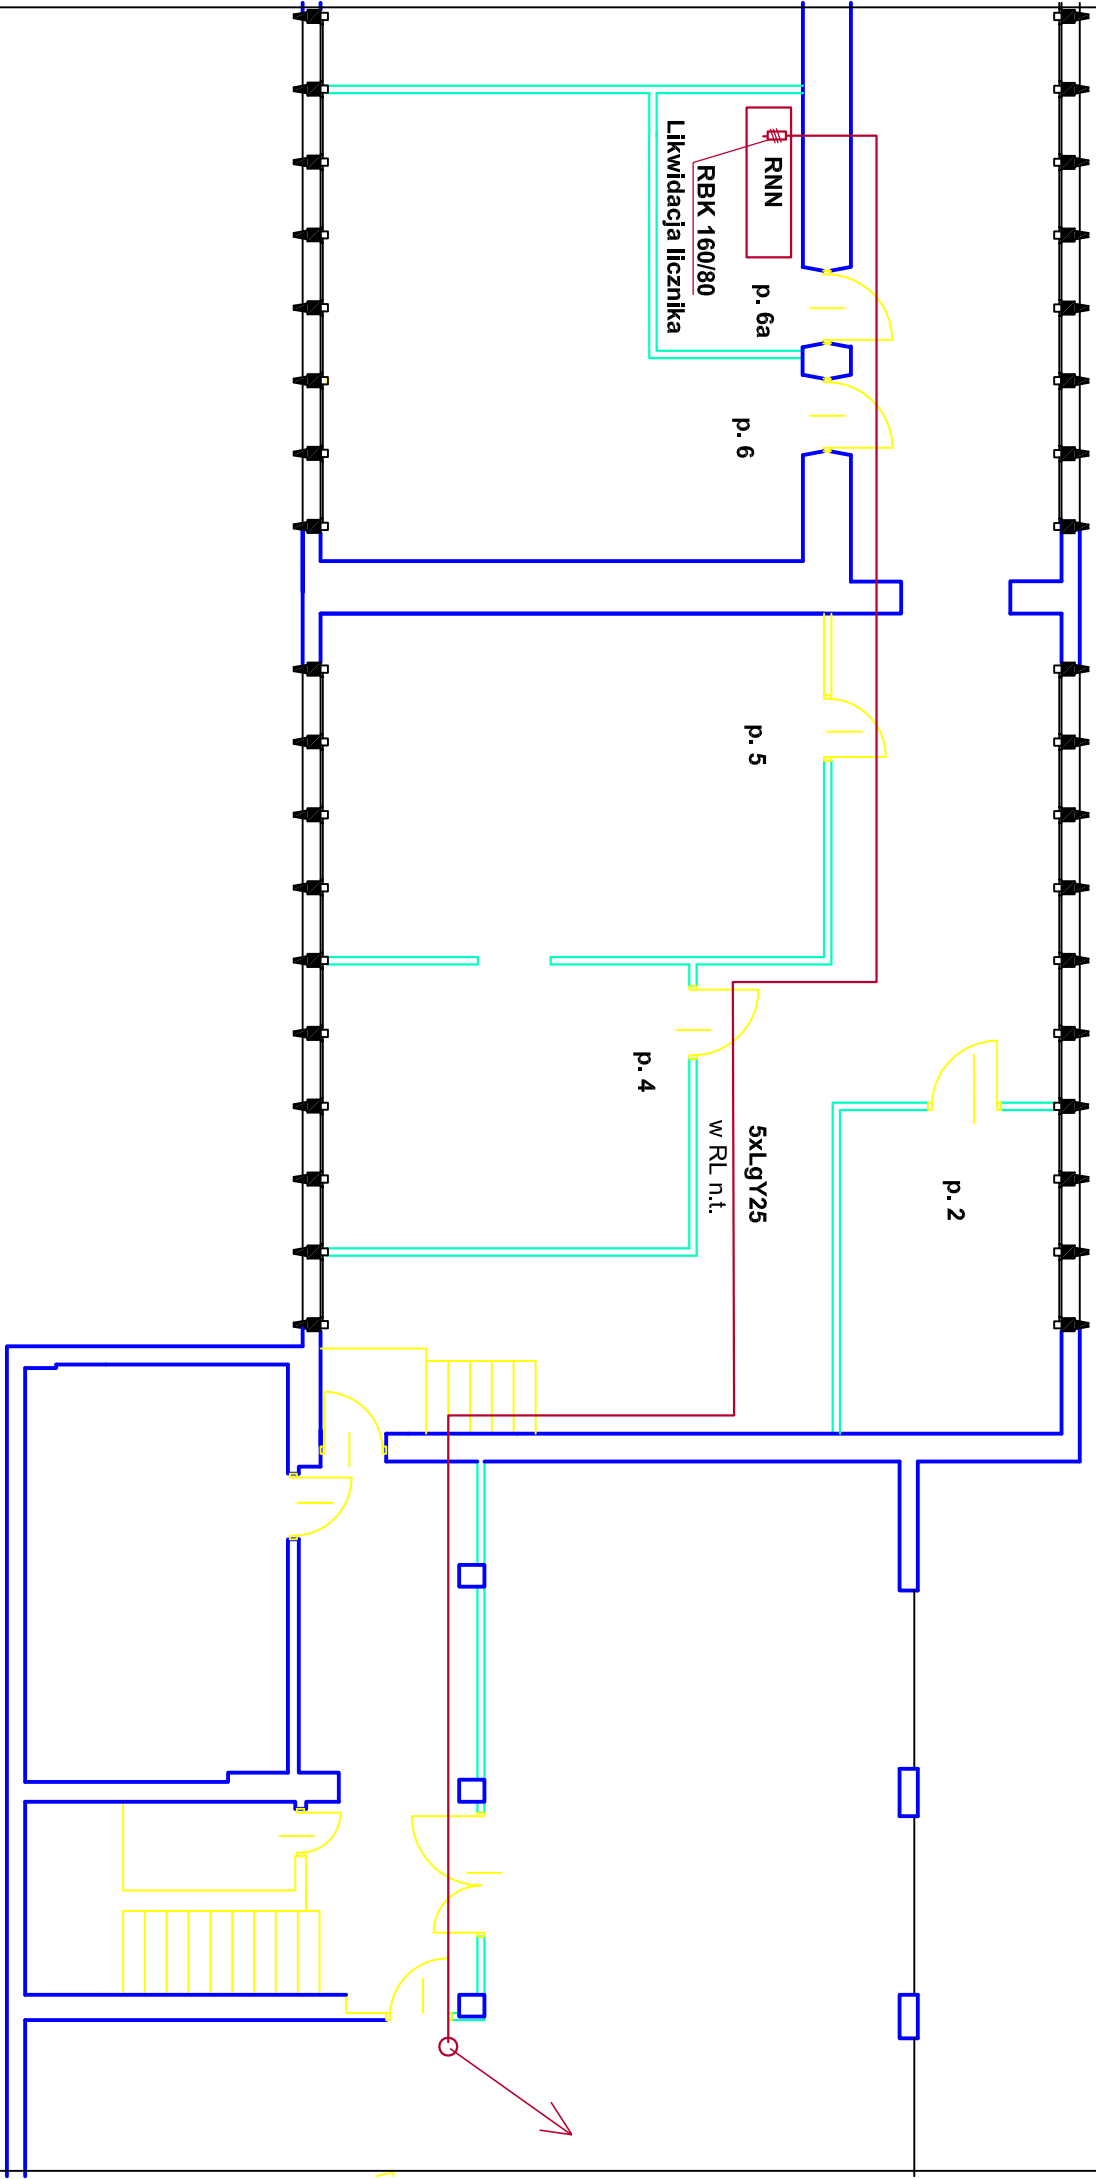 RNN
RBK 160/80
Likwidacja licznika
p. 6a
p. 6
p. 5
p. 4
5xLgY25
w RL n.t.
p. 2